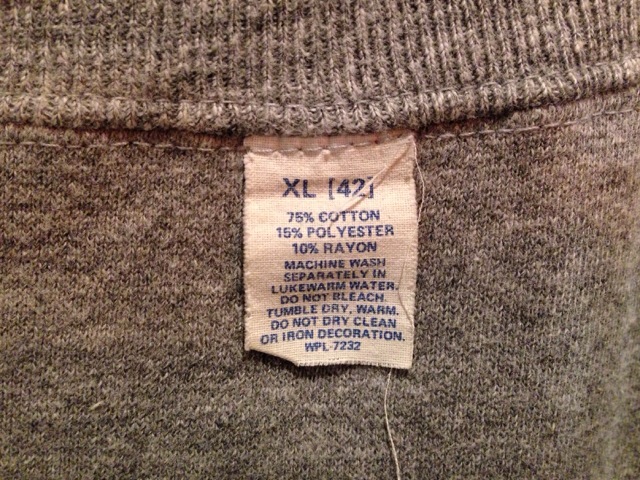 XL [42]
75% COTTON
15% POLYESTER
10% RAYON
MACHINE WASH
SEPARATELY IN
LUKEWARM WATER.
DO NOT BLEACH.
TUMBLE DRY, WARM.
DO NOT DRY CLEAN
OR IRON DECORATION.
WPL-7232